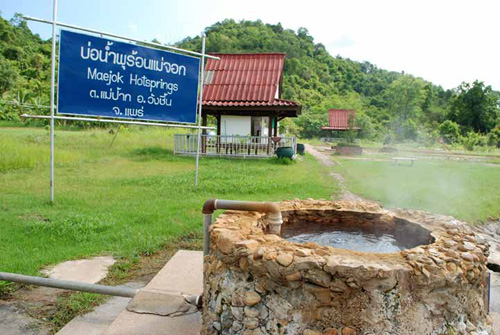 บ่อน้ำพุร้อนแม่จอก
Maejok Hotsprings
ต.แม่ป้าก อ.วังชิ้น
จ.แพร่